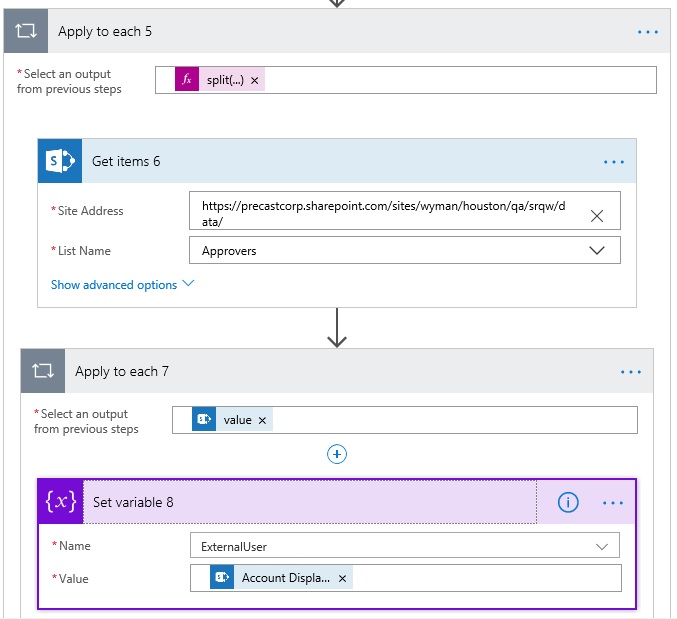 Apply to each 5
*Select an output
from previous steps
fx split(...) ×
S Get items 6
*Site Address
https://precastcorp.sharepoint.com/sites/wyman/houston/qa/srqw/d
ata/
*List Name
Approvers
Show advanced options
Apply to each 7
*Select an output
from previous steps
S value ×
{x} Set variable 8
*Name
ExternalUser
*Value
S Account Displa... ×